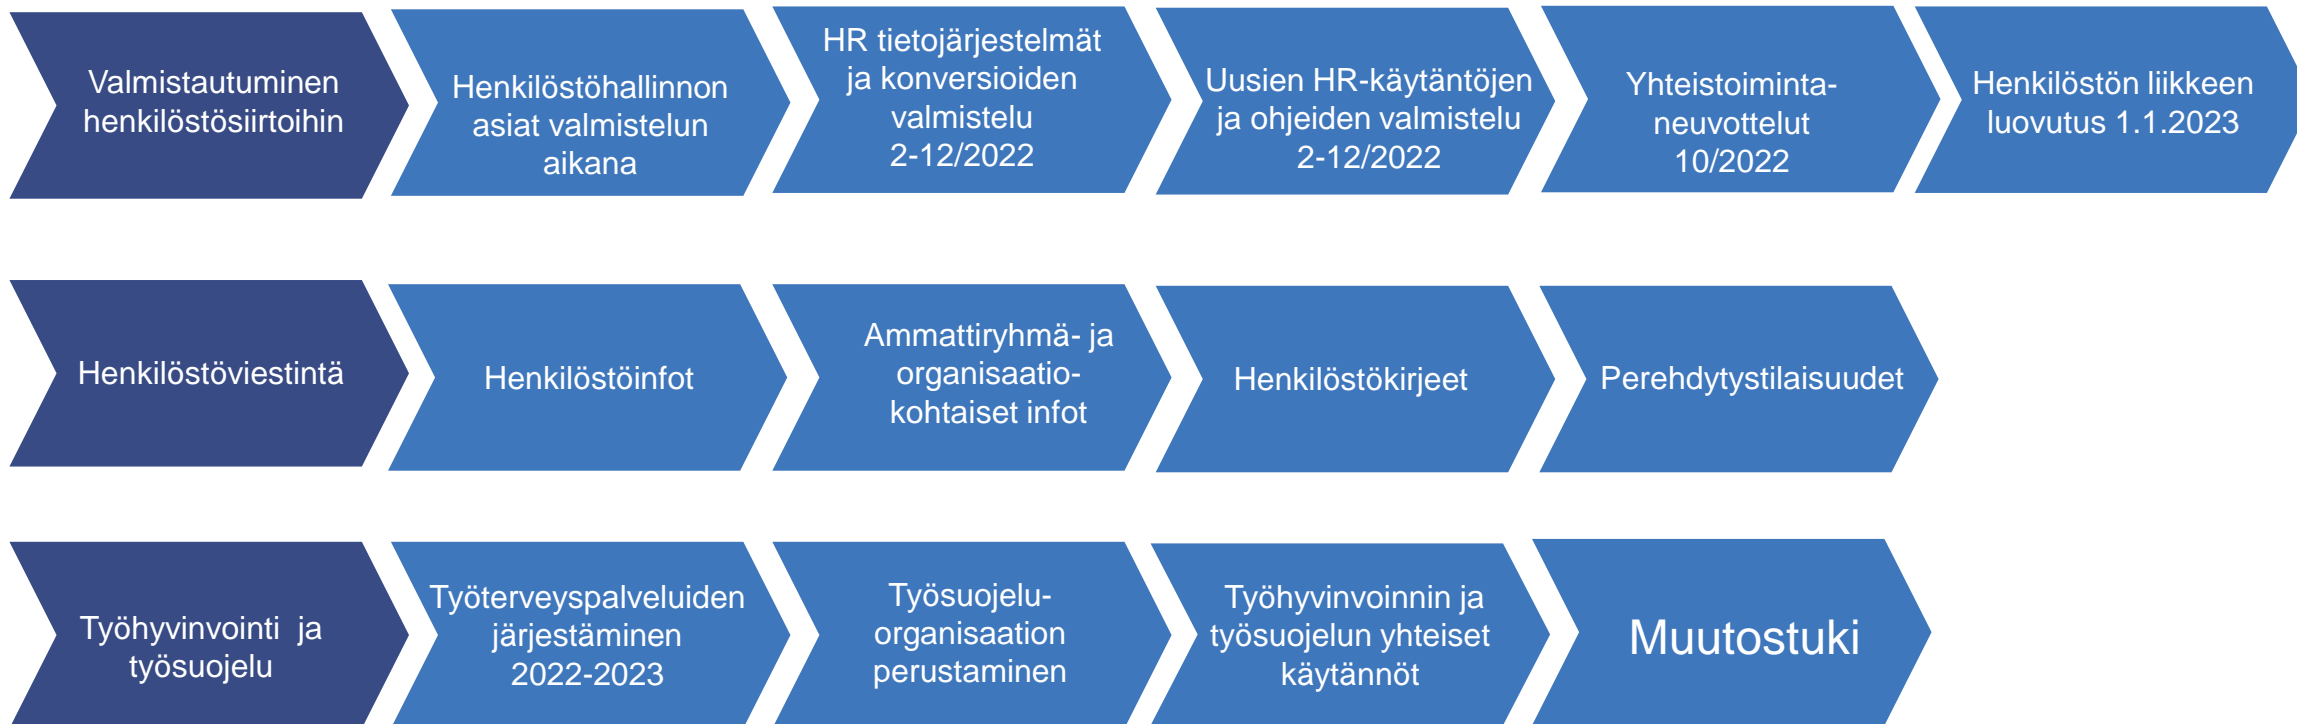 Valmistautuminen
henkilöstösiirtoihin
Henkilöstöhallinnon
asiat valmistelun
aikana
HR tietojärjestelmät
ja konversioiden
valmistelu
2-12/2022
Uusien HR-käytäntöjen
ja ohjeiden valmistelu
2-12/2022
Yhteistoiminta-
neuvottelut
10/2022
Henkilöstön liikkeen
luovutus 1.1.2023
Henkilöstöviestintä
Henkilöstöinfot
Ammattiryhmä- ja
organisaatio-
kohtaiset infot
Henkilöstökirjeet
Perehdytystilaisuudet
Työhyvinvointi ja
työsuojelu
Työterveyspalveluiden
järjestäminen
2022-2023
Työsuojelu-
organisaation
perustaminen
Työhyvinvoinnin ja
työsuojelun yhteiset
käytännöt
Muutostuki